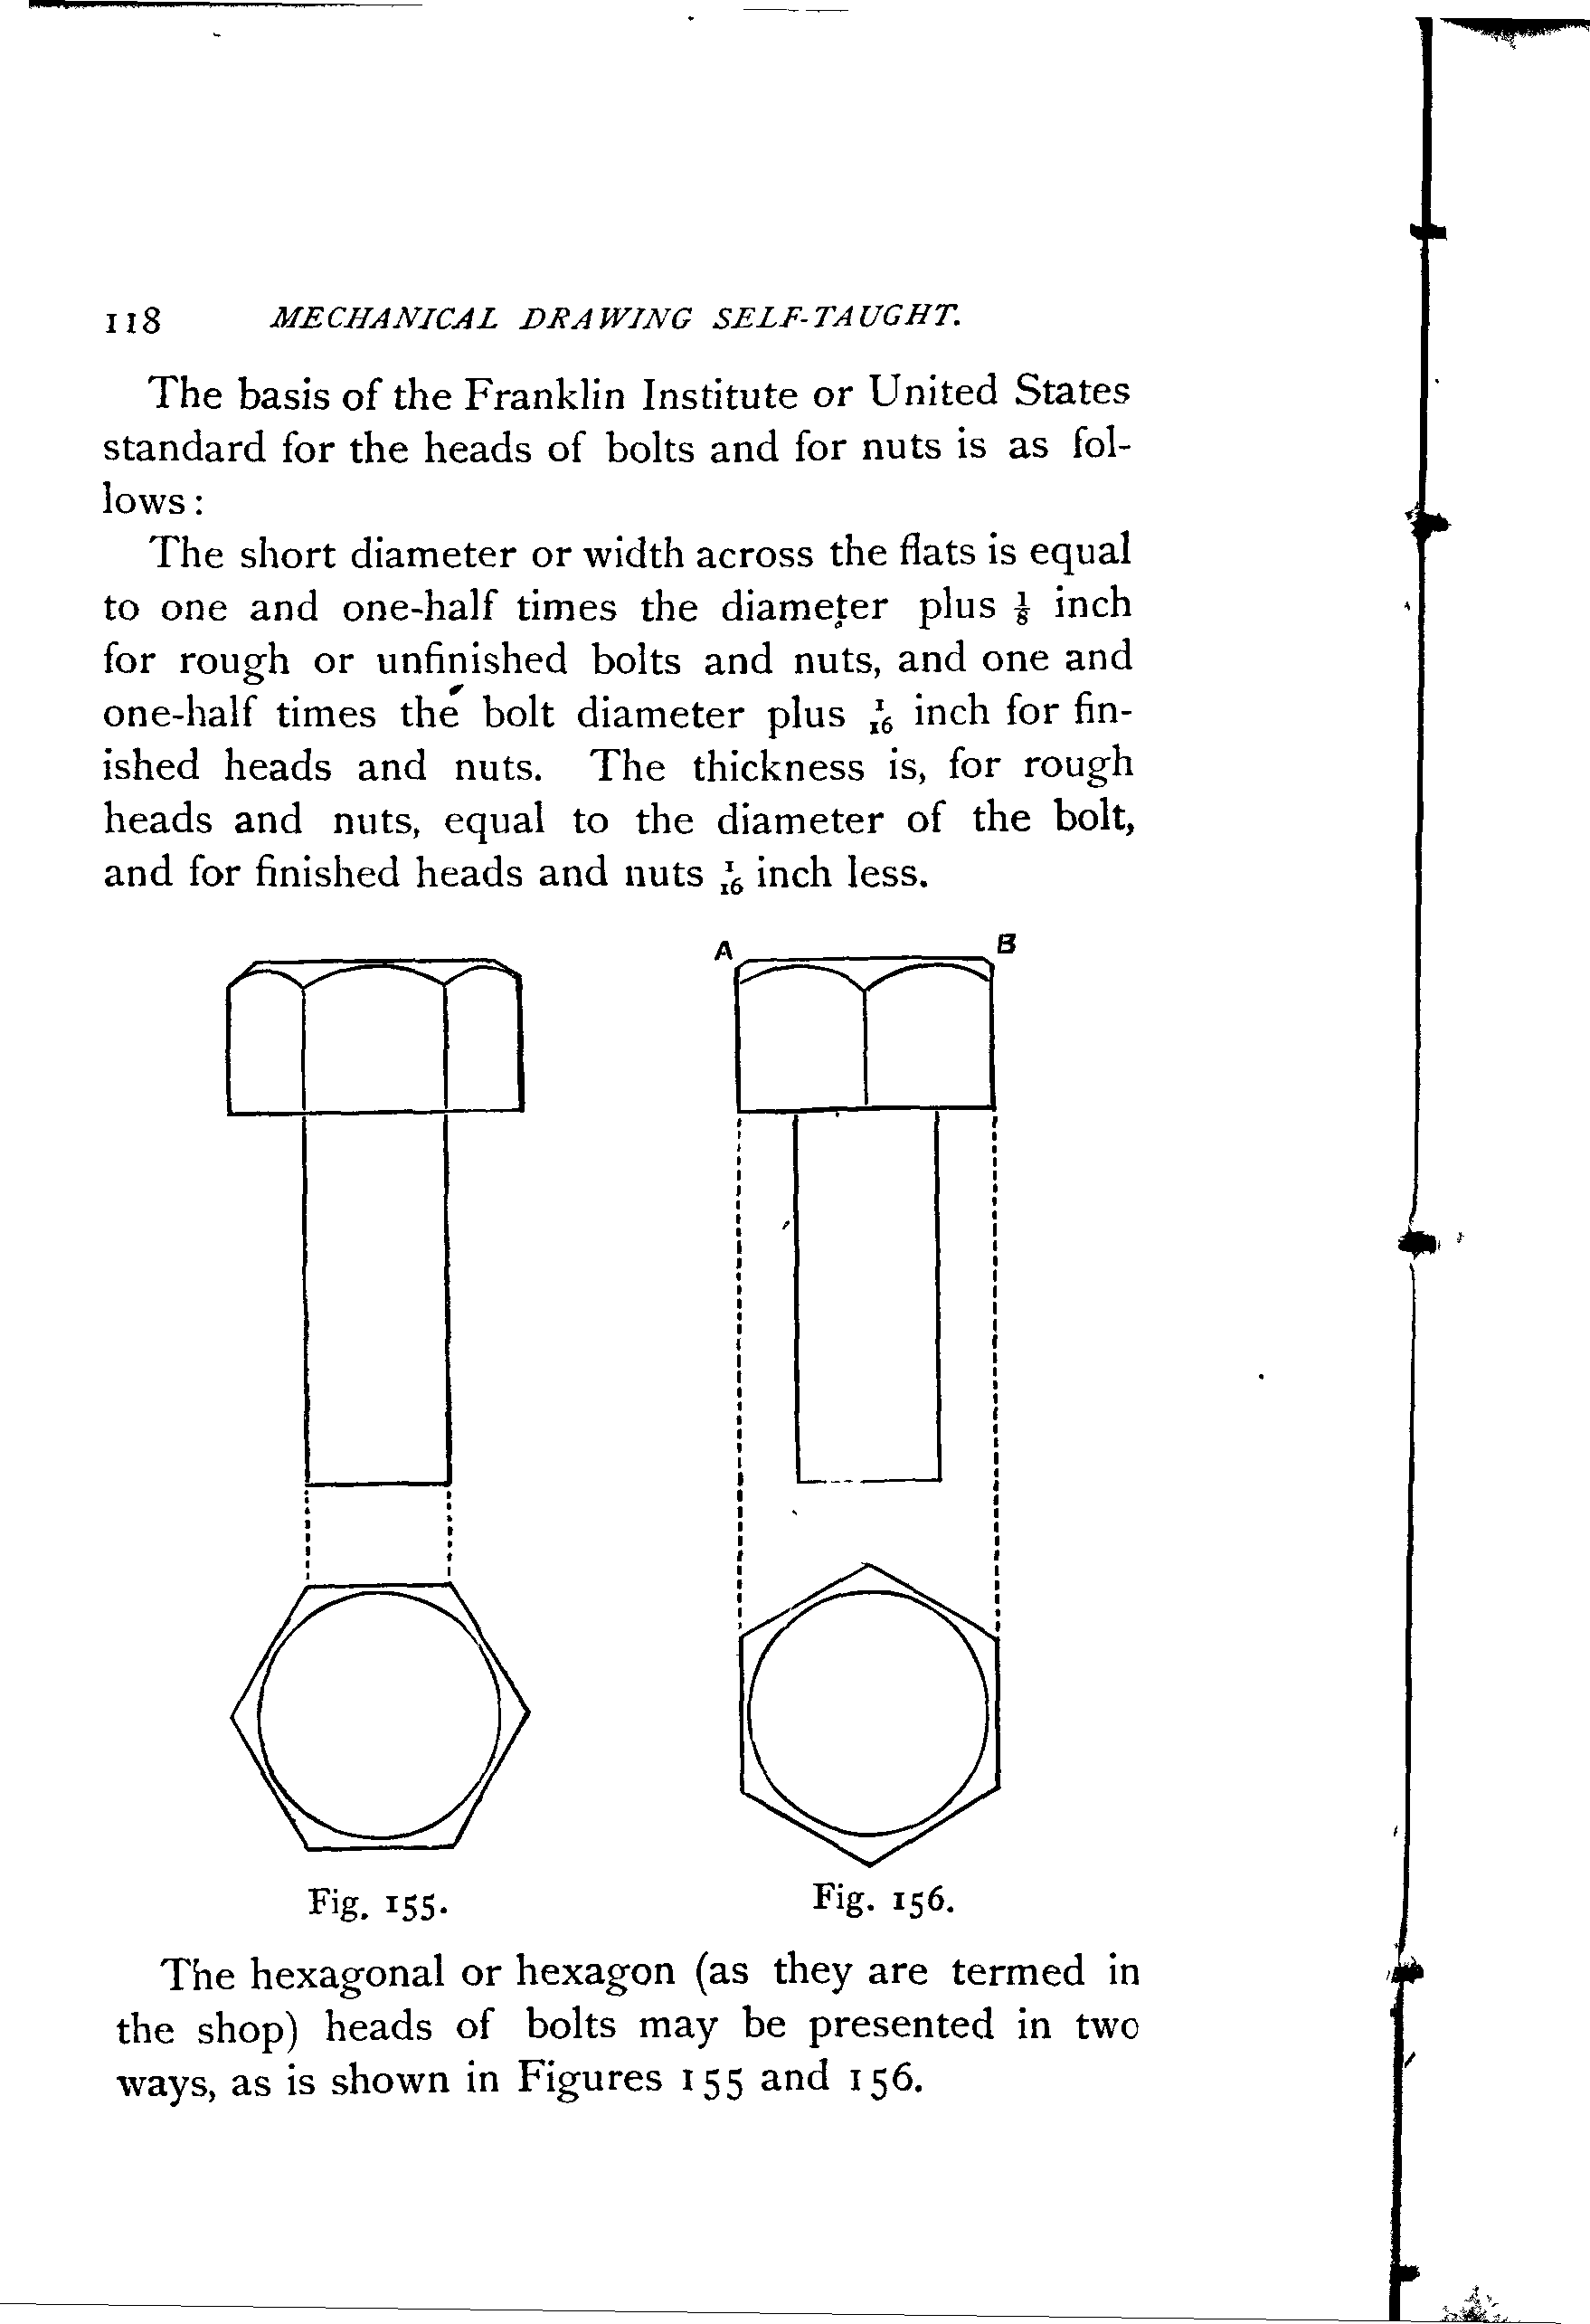 118 MECHANICAL DRAWING SELF-TAUGHT.
The basis of the Franklin Institute or United States
standard for the heads of bolts and for nuts is as fol-
lows:
The short diameter or width across the flats is equal
to one and one-half times the diameter plus ⅛ inch
for rough or unfinished bolts and nuts, and one and
one-half times the bolt diameter plus 1/16 inch for fin-
ished heads and nuts. The thickness is, for rough
heads and nuts, equal to the diameter of the bolt,
and for finished heads and nuts 1/16 inch less.
A B
Fig. 155. Fig. 156.
The hexagonal or hexagon (as they are termed in
the shop) heads of bolts may be presented in two
ways, as is shown in Figures 155 and 156.